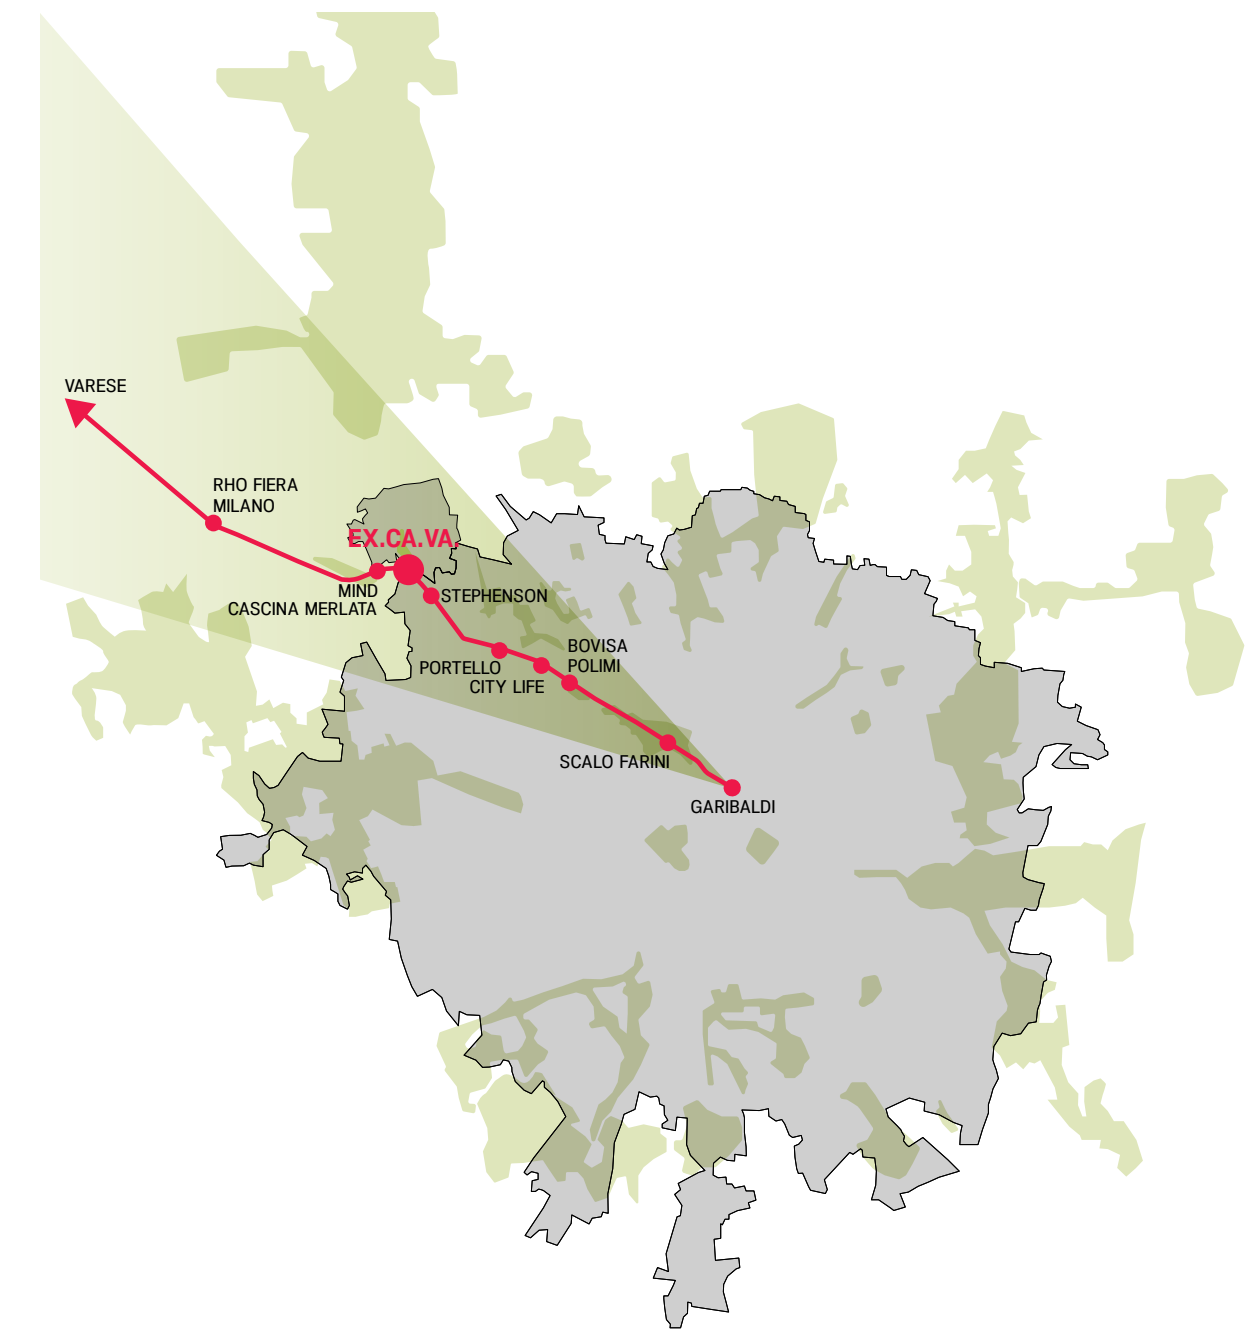 VARESE
RHO FIERA
MILANO
EX.CA.VA.
MIND
CASCINA MERLATA
STEPHENSON
BOVISA
POLIMI
PORTELLO
CITY LIFE
SCALO FARINI
GARIBALDI